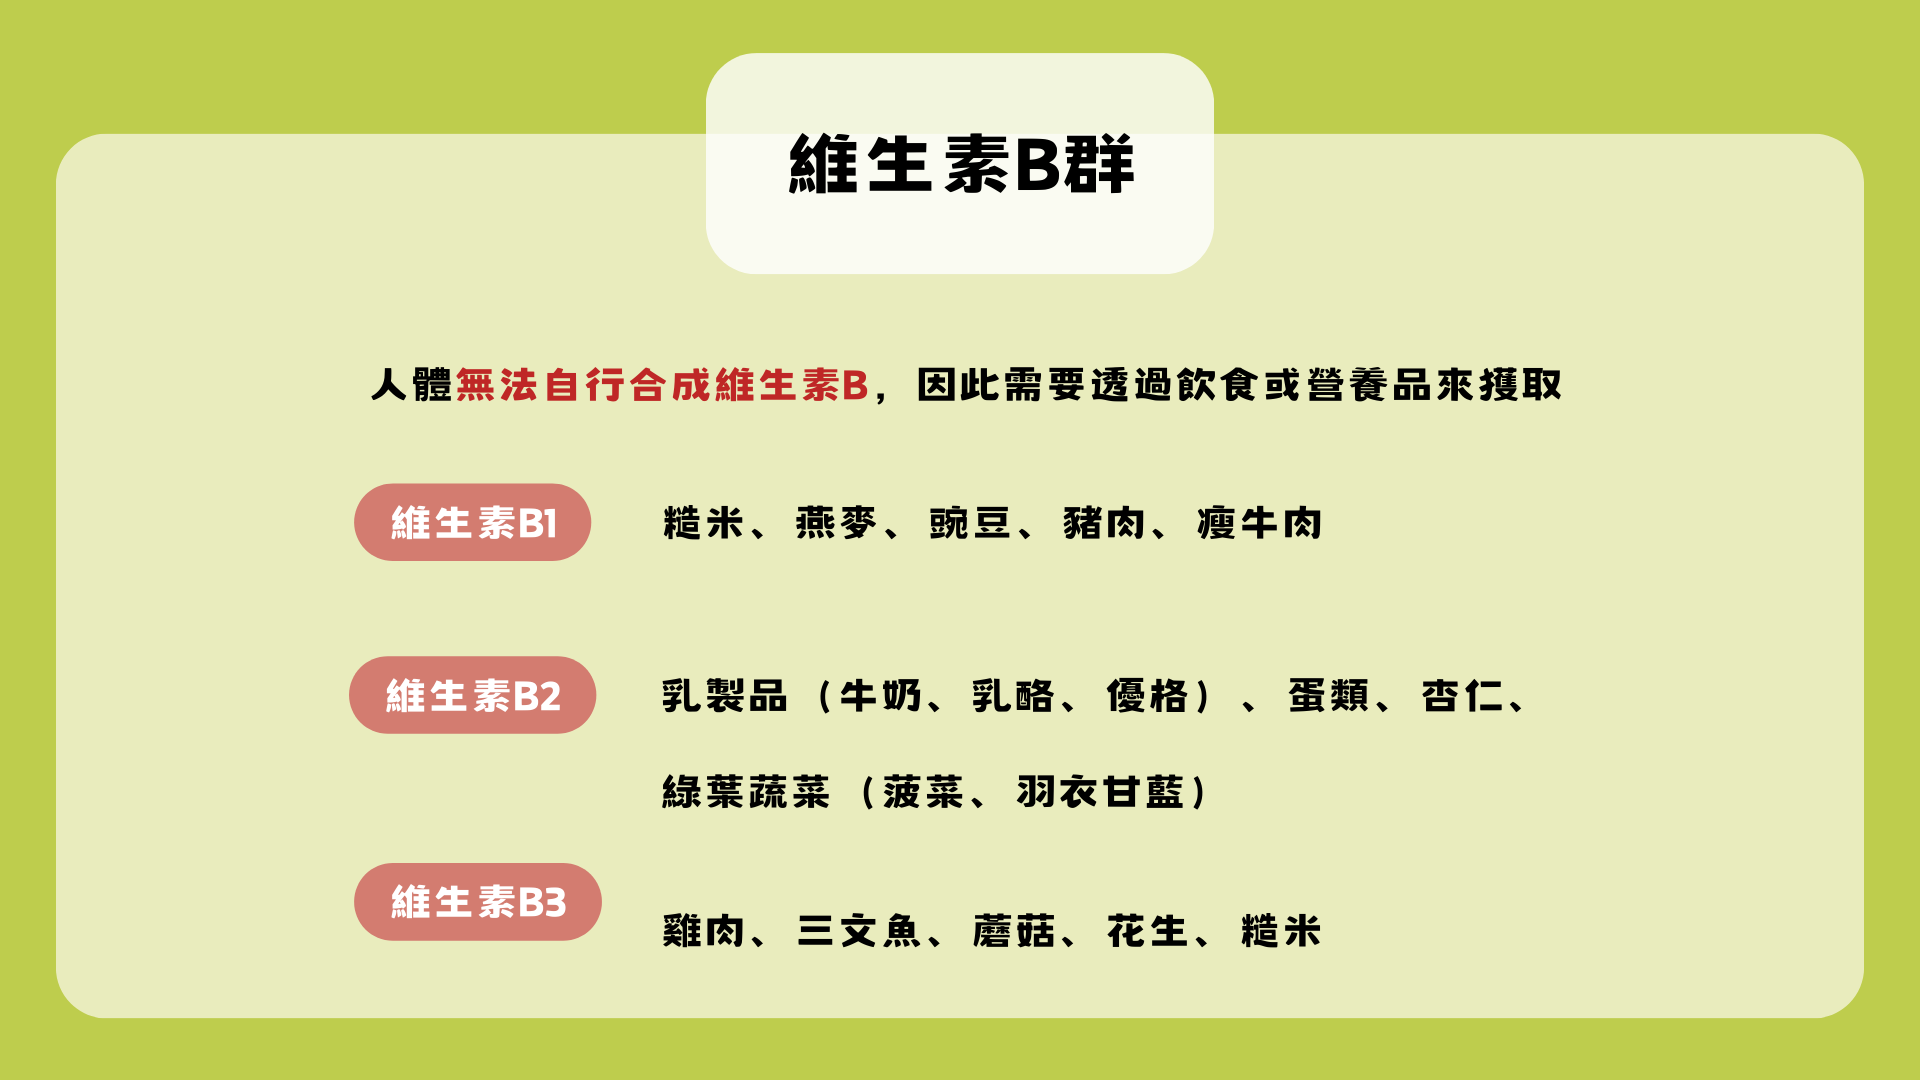 維生素B群
人體無法自行合成維生素B，因此需要透過飲食或營養品來獲取
維生素B1
糙米、燕麥、豌豆、豬肉、瘦牛肉
維生素B2
乳製品（牛奶、乳酪、優格）、蛋類、杏仁、
綠葉蔬菜（菠菜、羽衣甘藍）
維生素B3
雞肉、三文魚、蘑菇、花生、糙米